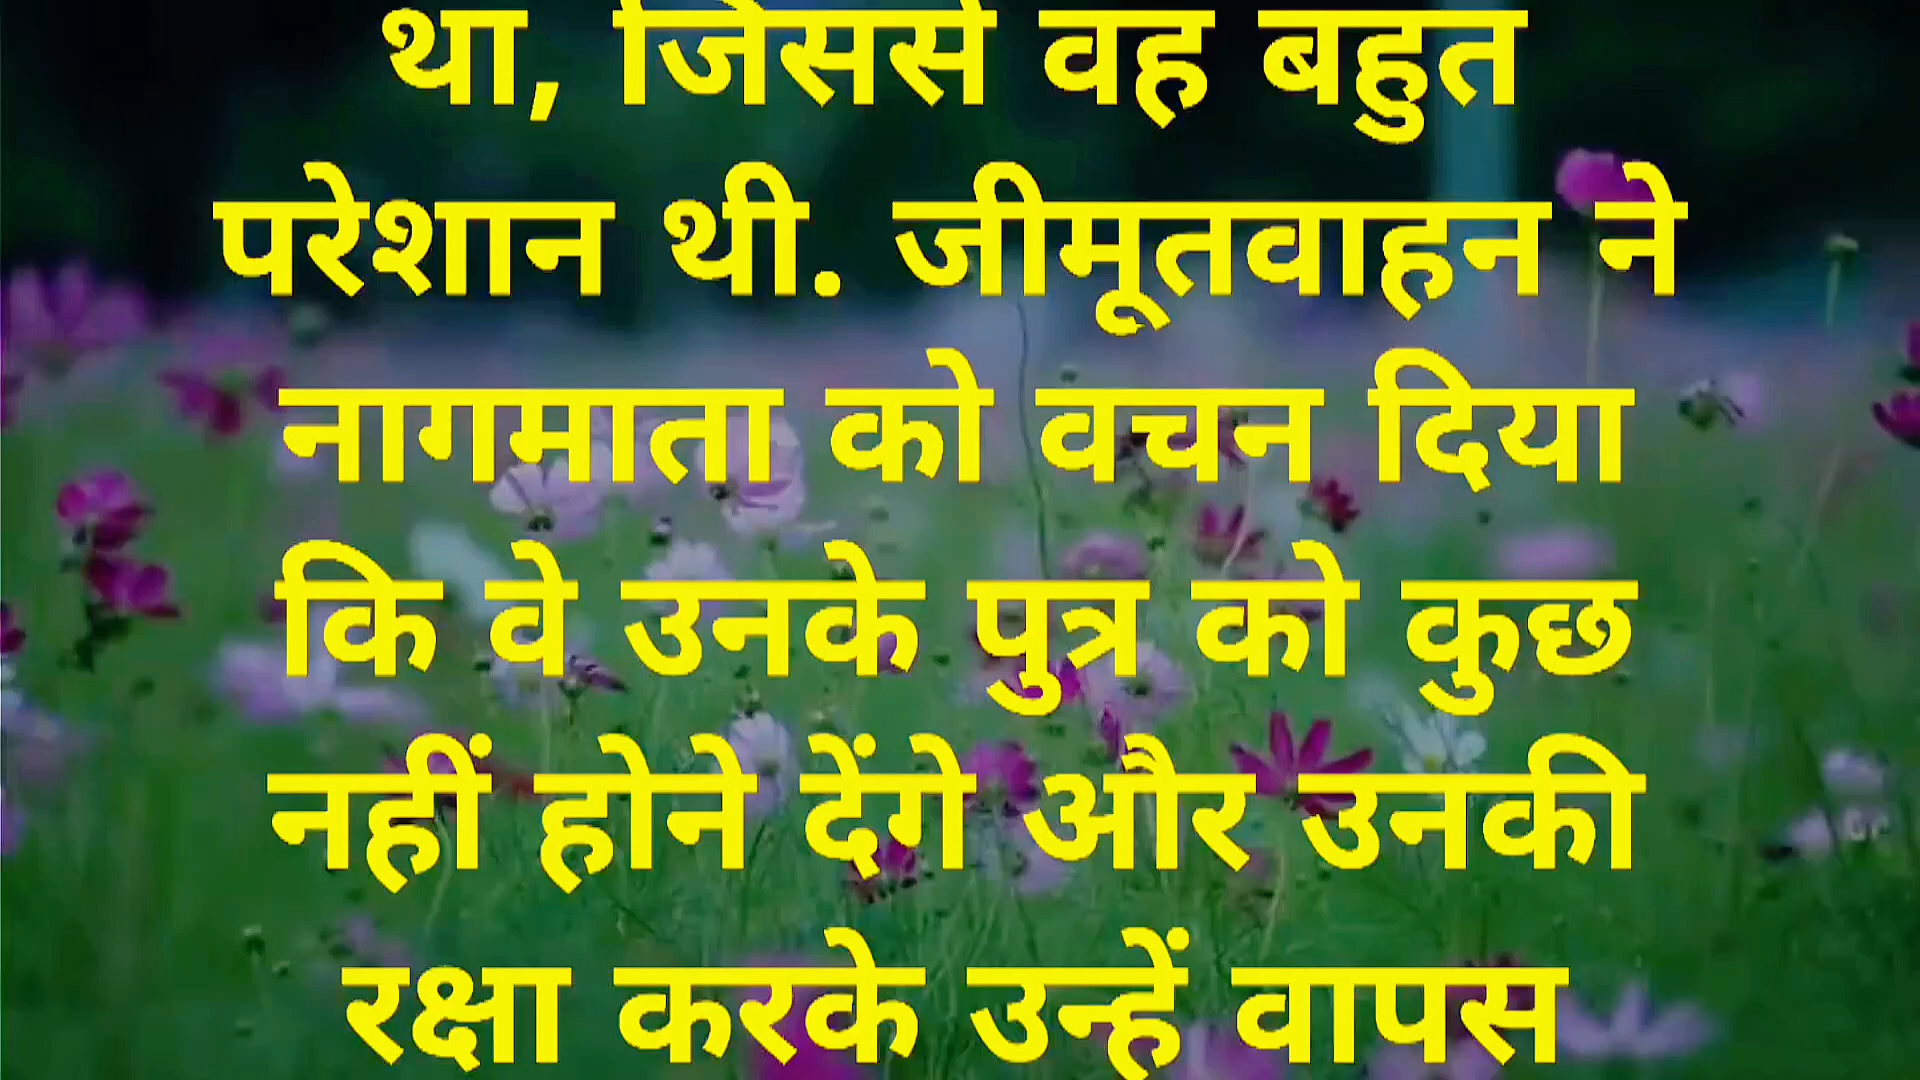 था, जिससे वह बहुत
परेशान थी. जीमूतवाहन ने
नागमाता को वचन दिया
कि वे उनके पुत्र को कुछ
नहीं होने देंगे और उनकी
रक्षा करके उन्हें वापस